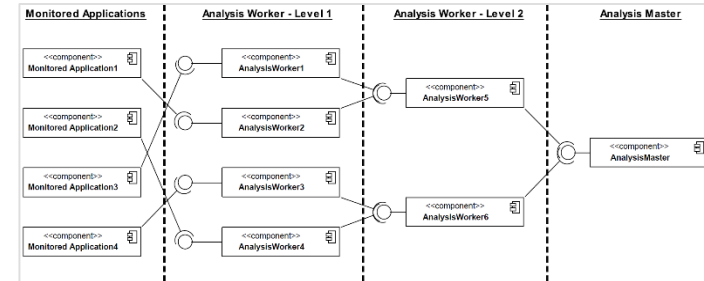 Monitored Applications
Analysis Worker - Level 1
Analysis Worker - Level 2
Analysis Master
<<component>>
Monitored Application1
<<component>>
Monitored Application2
<<component>>
Monitored Application3
<<component>>
Monitored Application4
<<component>>
AnalysisWorker1
<<component>>
AnalysisWorker2
<<component>>
AnalysisWorker3
<<component>>
AnalysisWorker4
<<component>>
AnalysisWorker5
<<component>>
AnalysisWorker6
<<component>>
AnalysisMaster